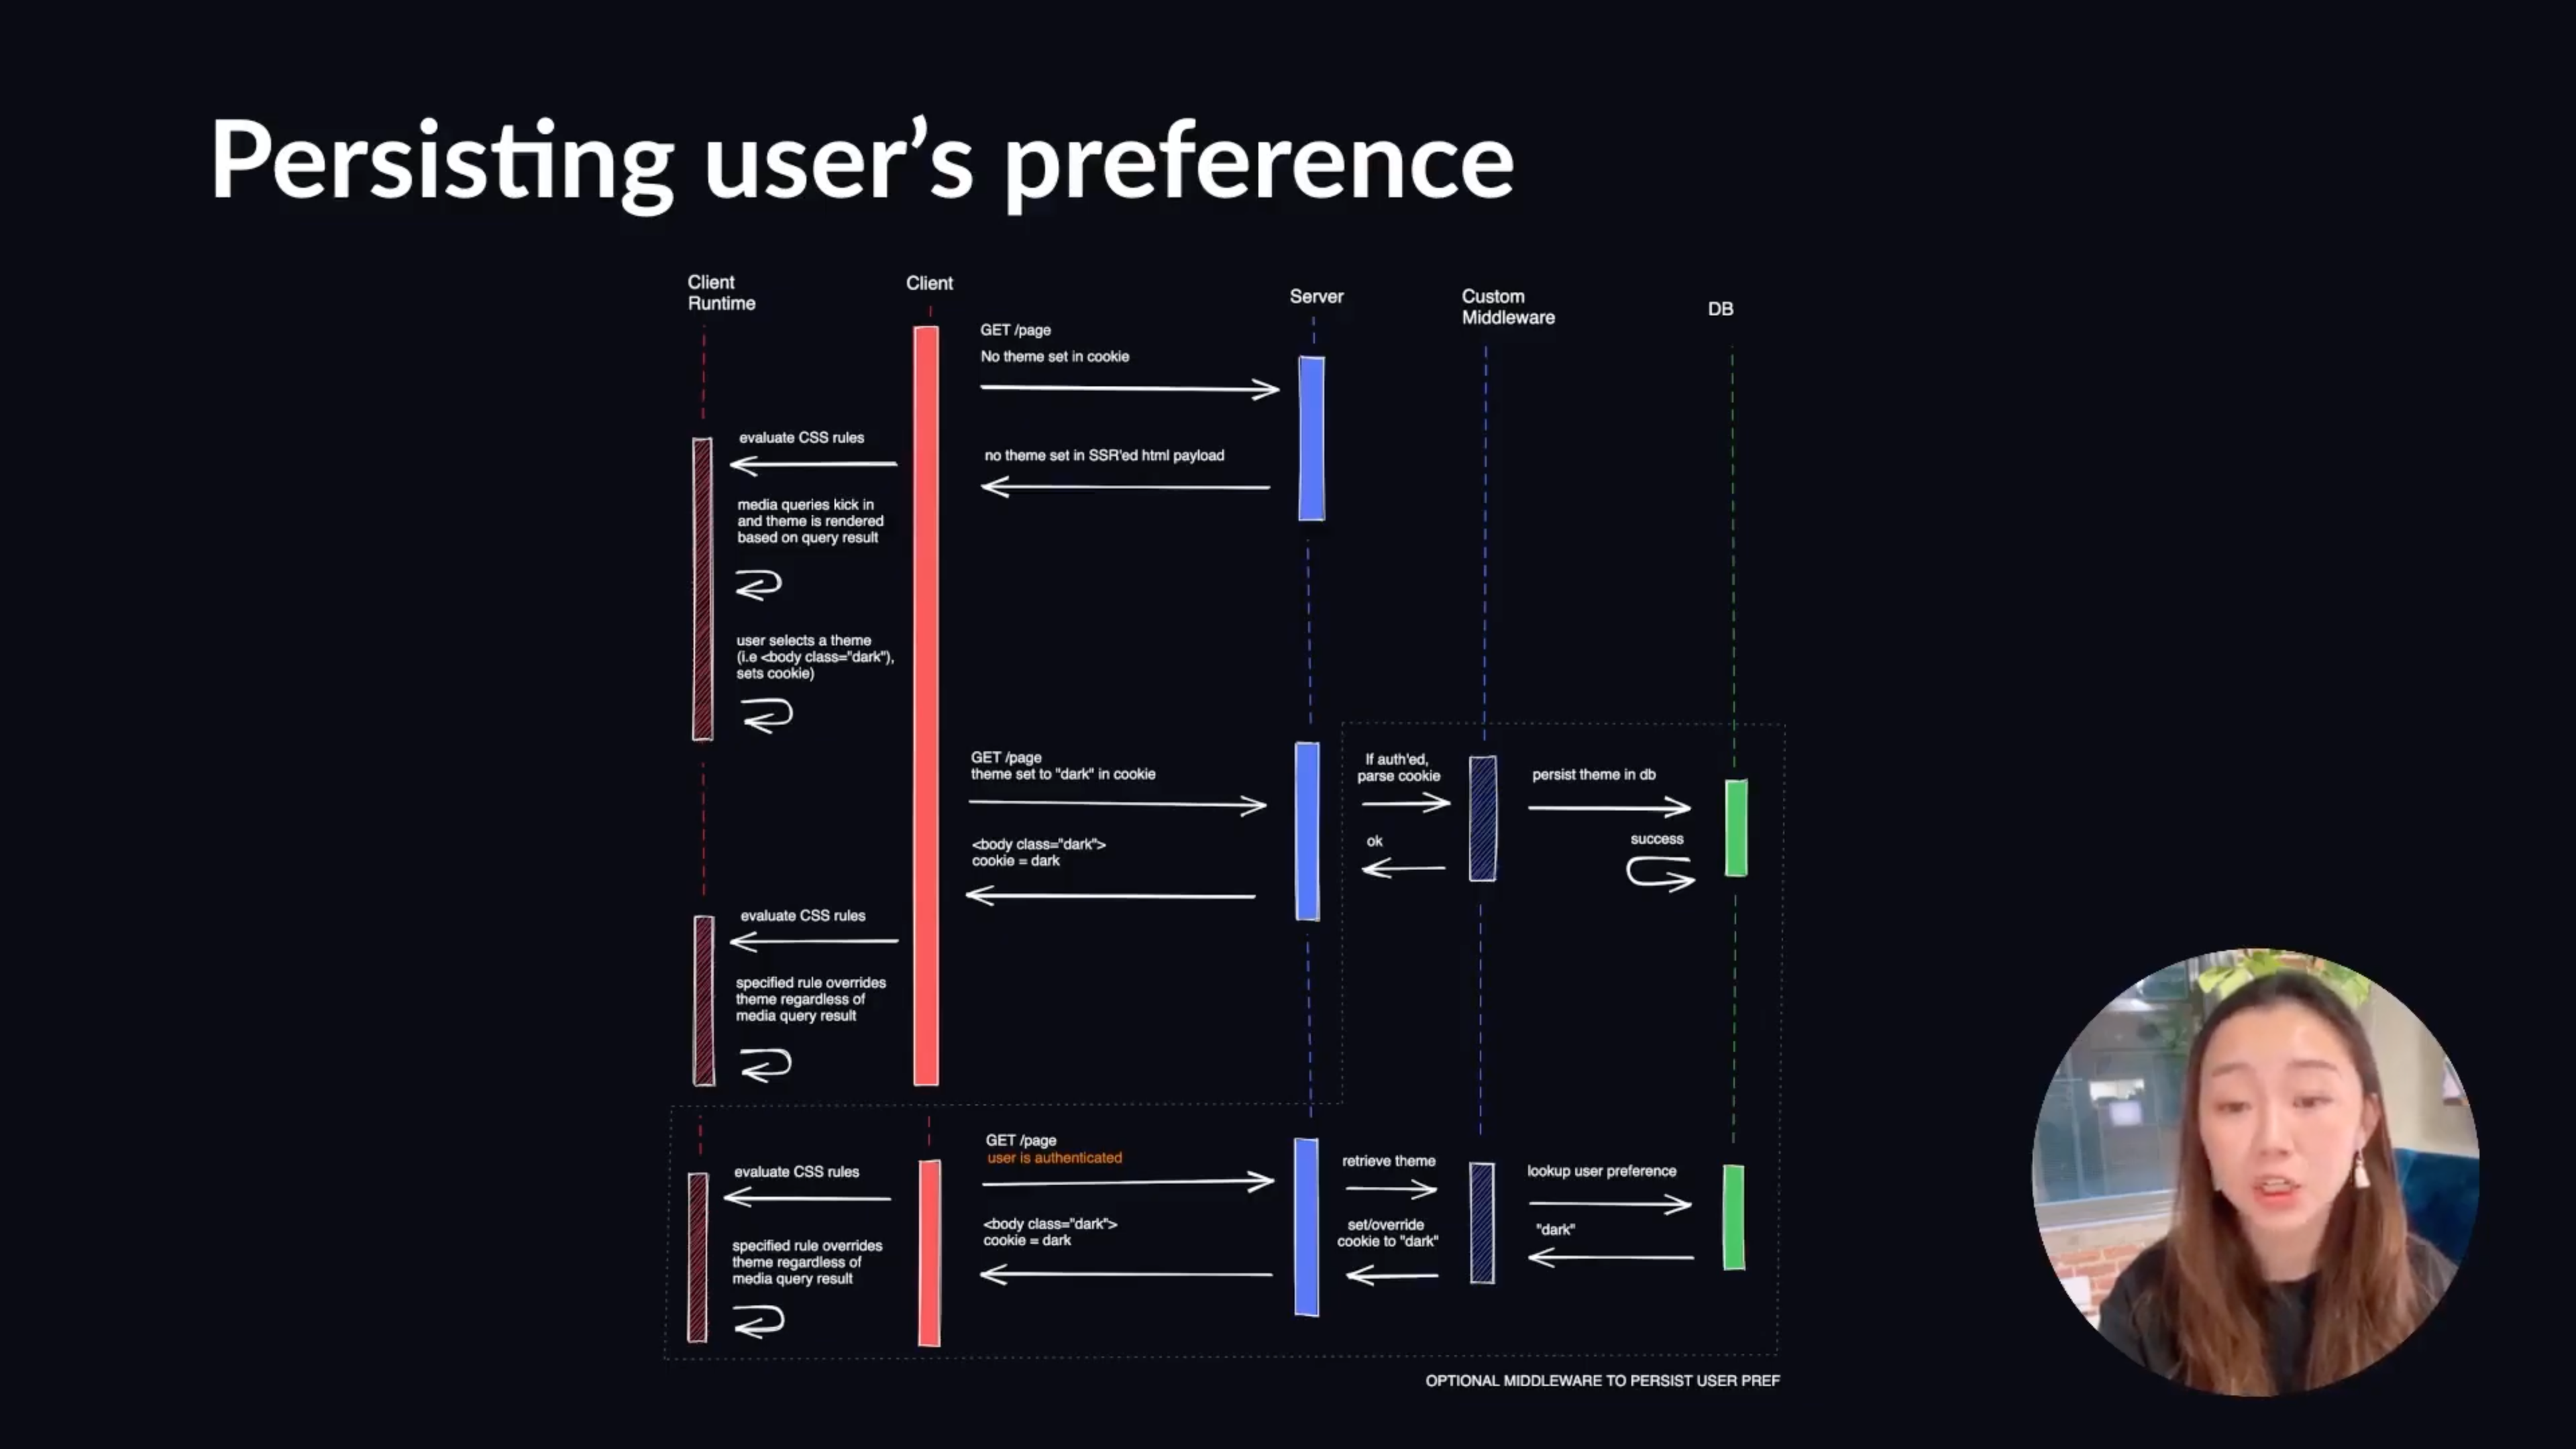 Persisting user’s preference
Client
Runtime
Client
Server
Custom
Middleware
DB
GET /page
No theme set in cookie
evaluate CSS rules
no theme set in SSR'ed html payload
media queries kick in
and theme is rendered
based on query result
user selects a theme
(i.e <body class="dark"),
sets cookie)
GET /page
theme set to "dark" in cookie
If auth'ed,
parse cookie
persist theme in db
<body class="dark">
cookie = dark
ok
success
evaluate CSS rules
specified rule overrides
theme regardless of
media query result
GET /page
user is authenticated
retrieve theme
lookup user preference
evaluate CSS rules
<body class="dark">
cookie = dark
set/override
cookie to "dark"
"dark"
specified rule overrides
theme regardless of
media query result
OPTIONAL MIDDLEWARE TO PERSIST USER PREF